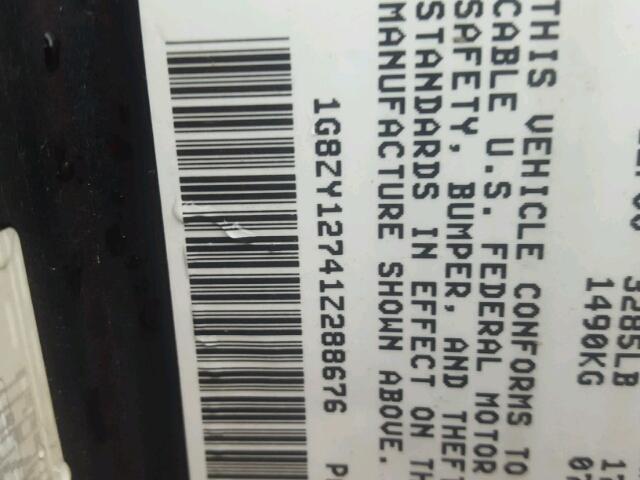 3285LB
1490KG
THIS VEHICLE CONFORMS TO
CABLE U.S. FEDERAL MOTOR
SAFETY, BUMPER, AND THEFT
STANDARDS IN EFFECT ON TH
MANUFACTURE SHOWN ABOVE.
1G8ZY12741Z288676